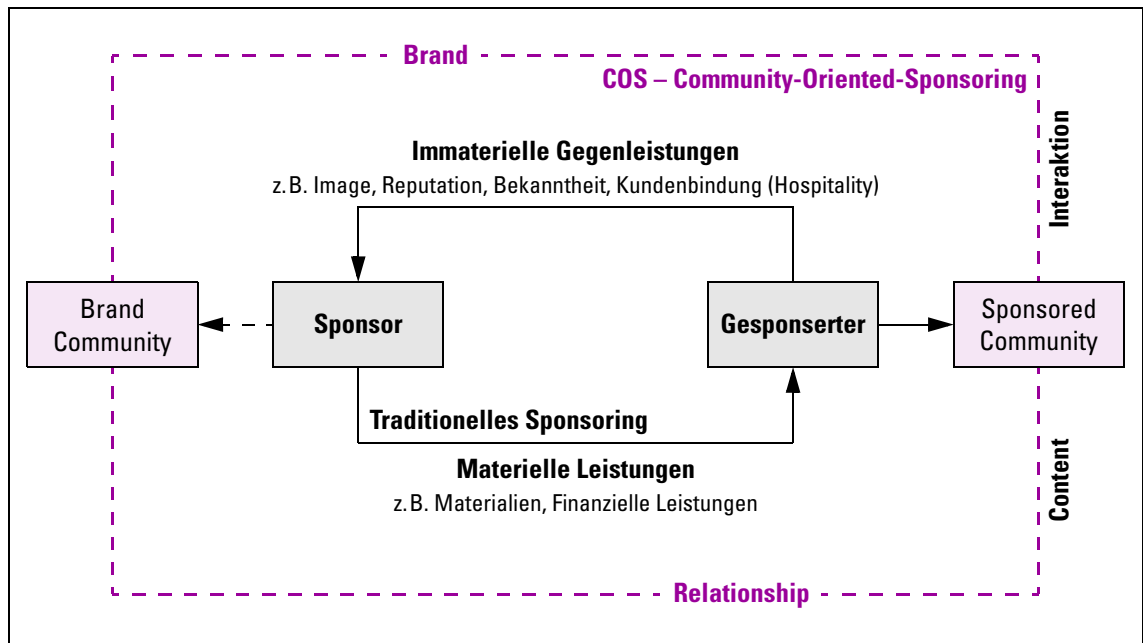 Brand
COS – Community-Oriented-Sponsoring
Immaterielle Gegenleistungen
z.B. Image, Reputation, Bekanntheit, Kundenbindung (Hospitality)
Interaktion
Brand
Community
Sponsor
Gesponserter
Sponsored
Community
Traditionelles Sponsoring
Materielle Leistungen
z.B. Materialien, Finanzielle Leistungen
Content
Relationship